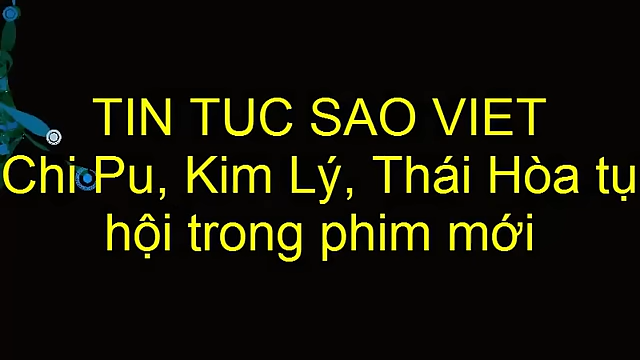 TIN TUC SAO VIET
Chi Pu, Kim Lý, Thái Hòa tụ
hội trong phim mới